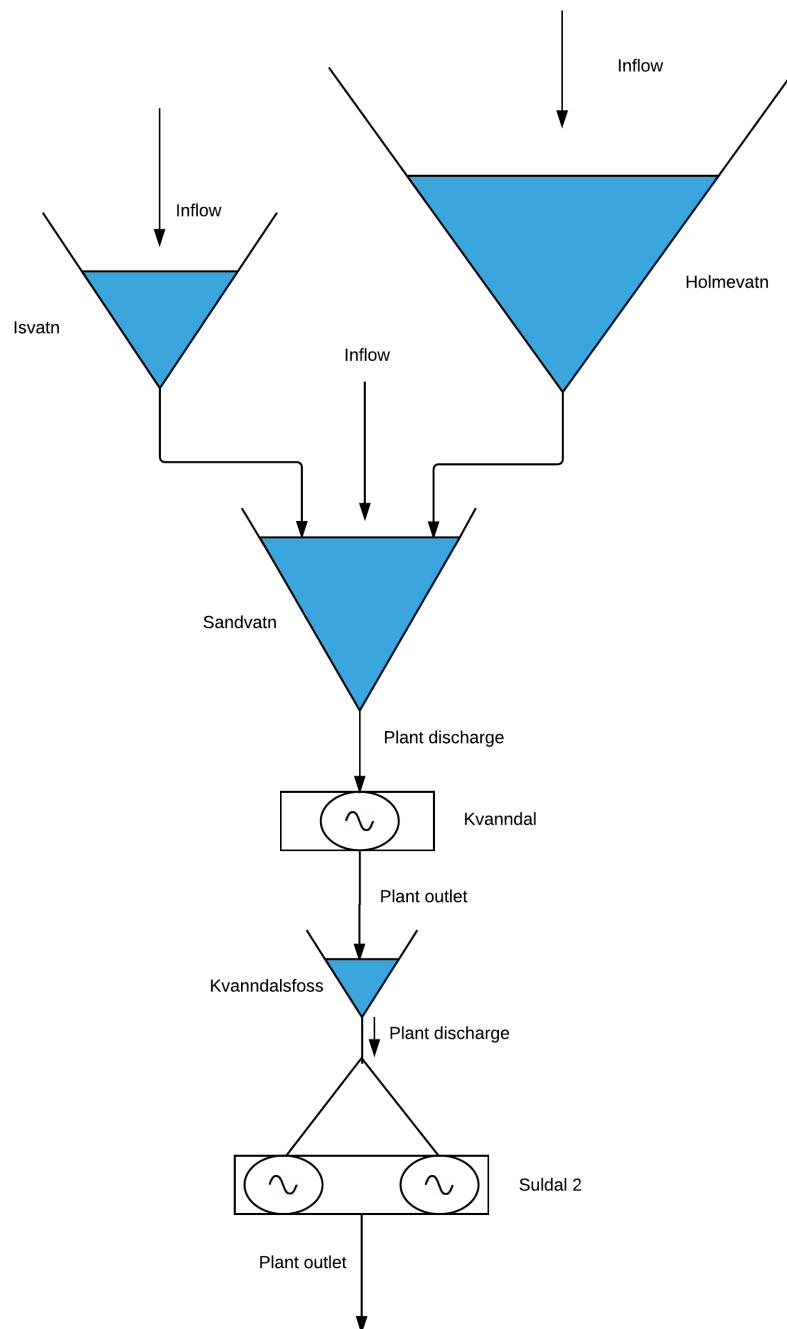 Inflow
Inflow
Holmevatn
Isvatn
Inflow
Sandvatn
Plant discharge
Kvanndal
Plant outlet
Kvanndalsfoss
Plant discharge
Suldal 2
Plant outlet